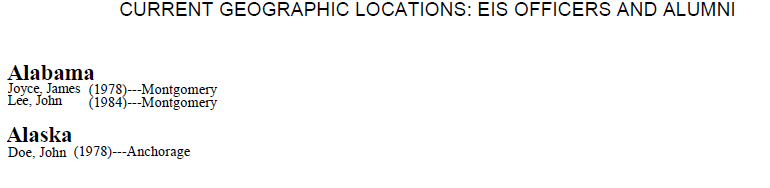 CURRENT GEOGRAPHIC LOCATIONS: EIS OFFICERS AND ALUMNI
Alabama
Joyce, James (1978)---Montgomery
Lee, John (1984)---Montgomery
Alaska
Doe, John (1978)---Anchorage